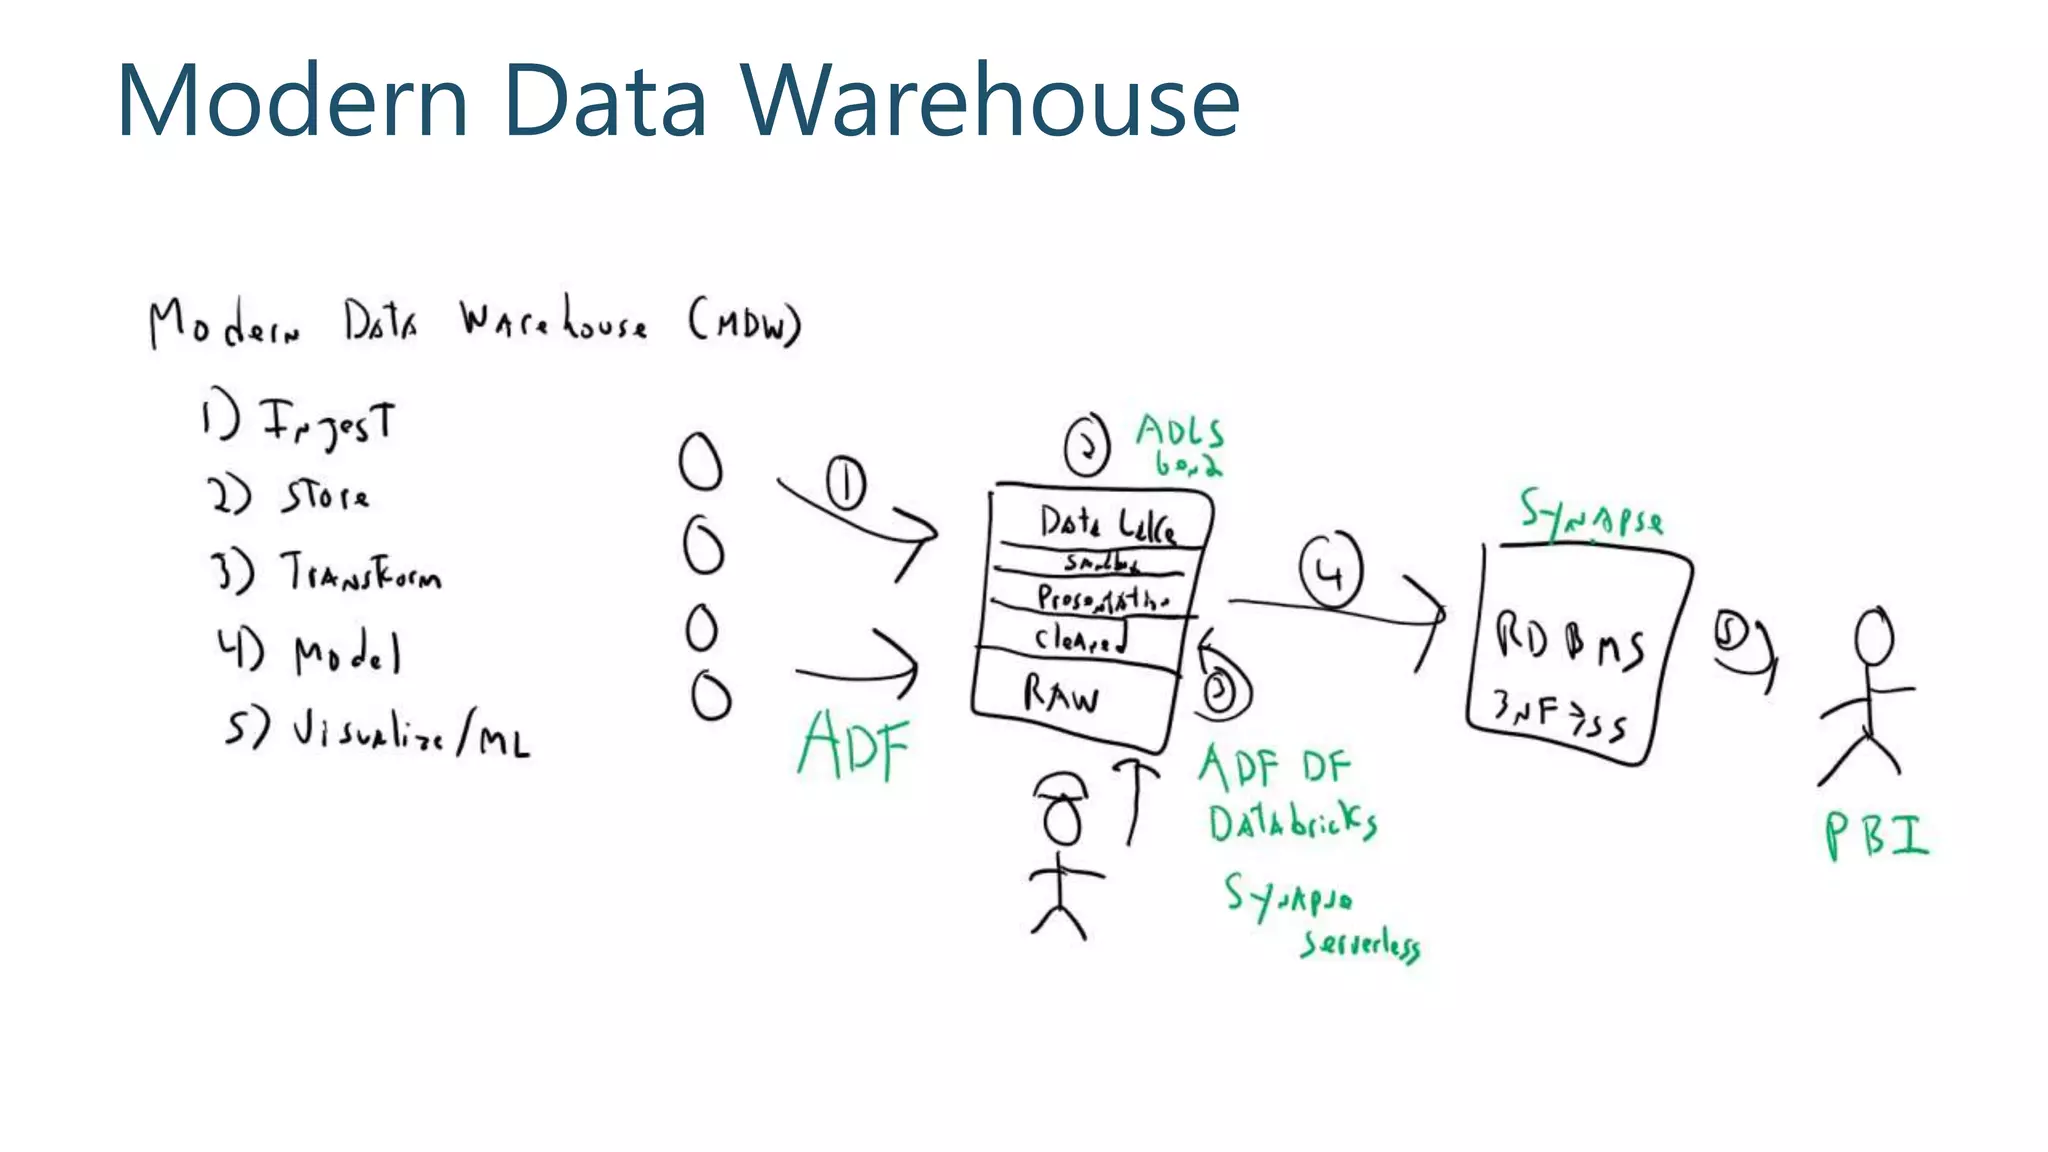 Modern Data Warehouse
Modern Data Warehouse (MDW)
1) Ingest
2) Store
3) Transform
4) Model
5) Visualize/ML
1
ADF
2
ADLS
Gen2
Data Lake
Sandbox
Presentation
Cleaned
RAW
3
ADF DF
Databricks
Synapse
Serverless
4
Synapse
RDBMS
3NF → SS
5
PBI